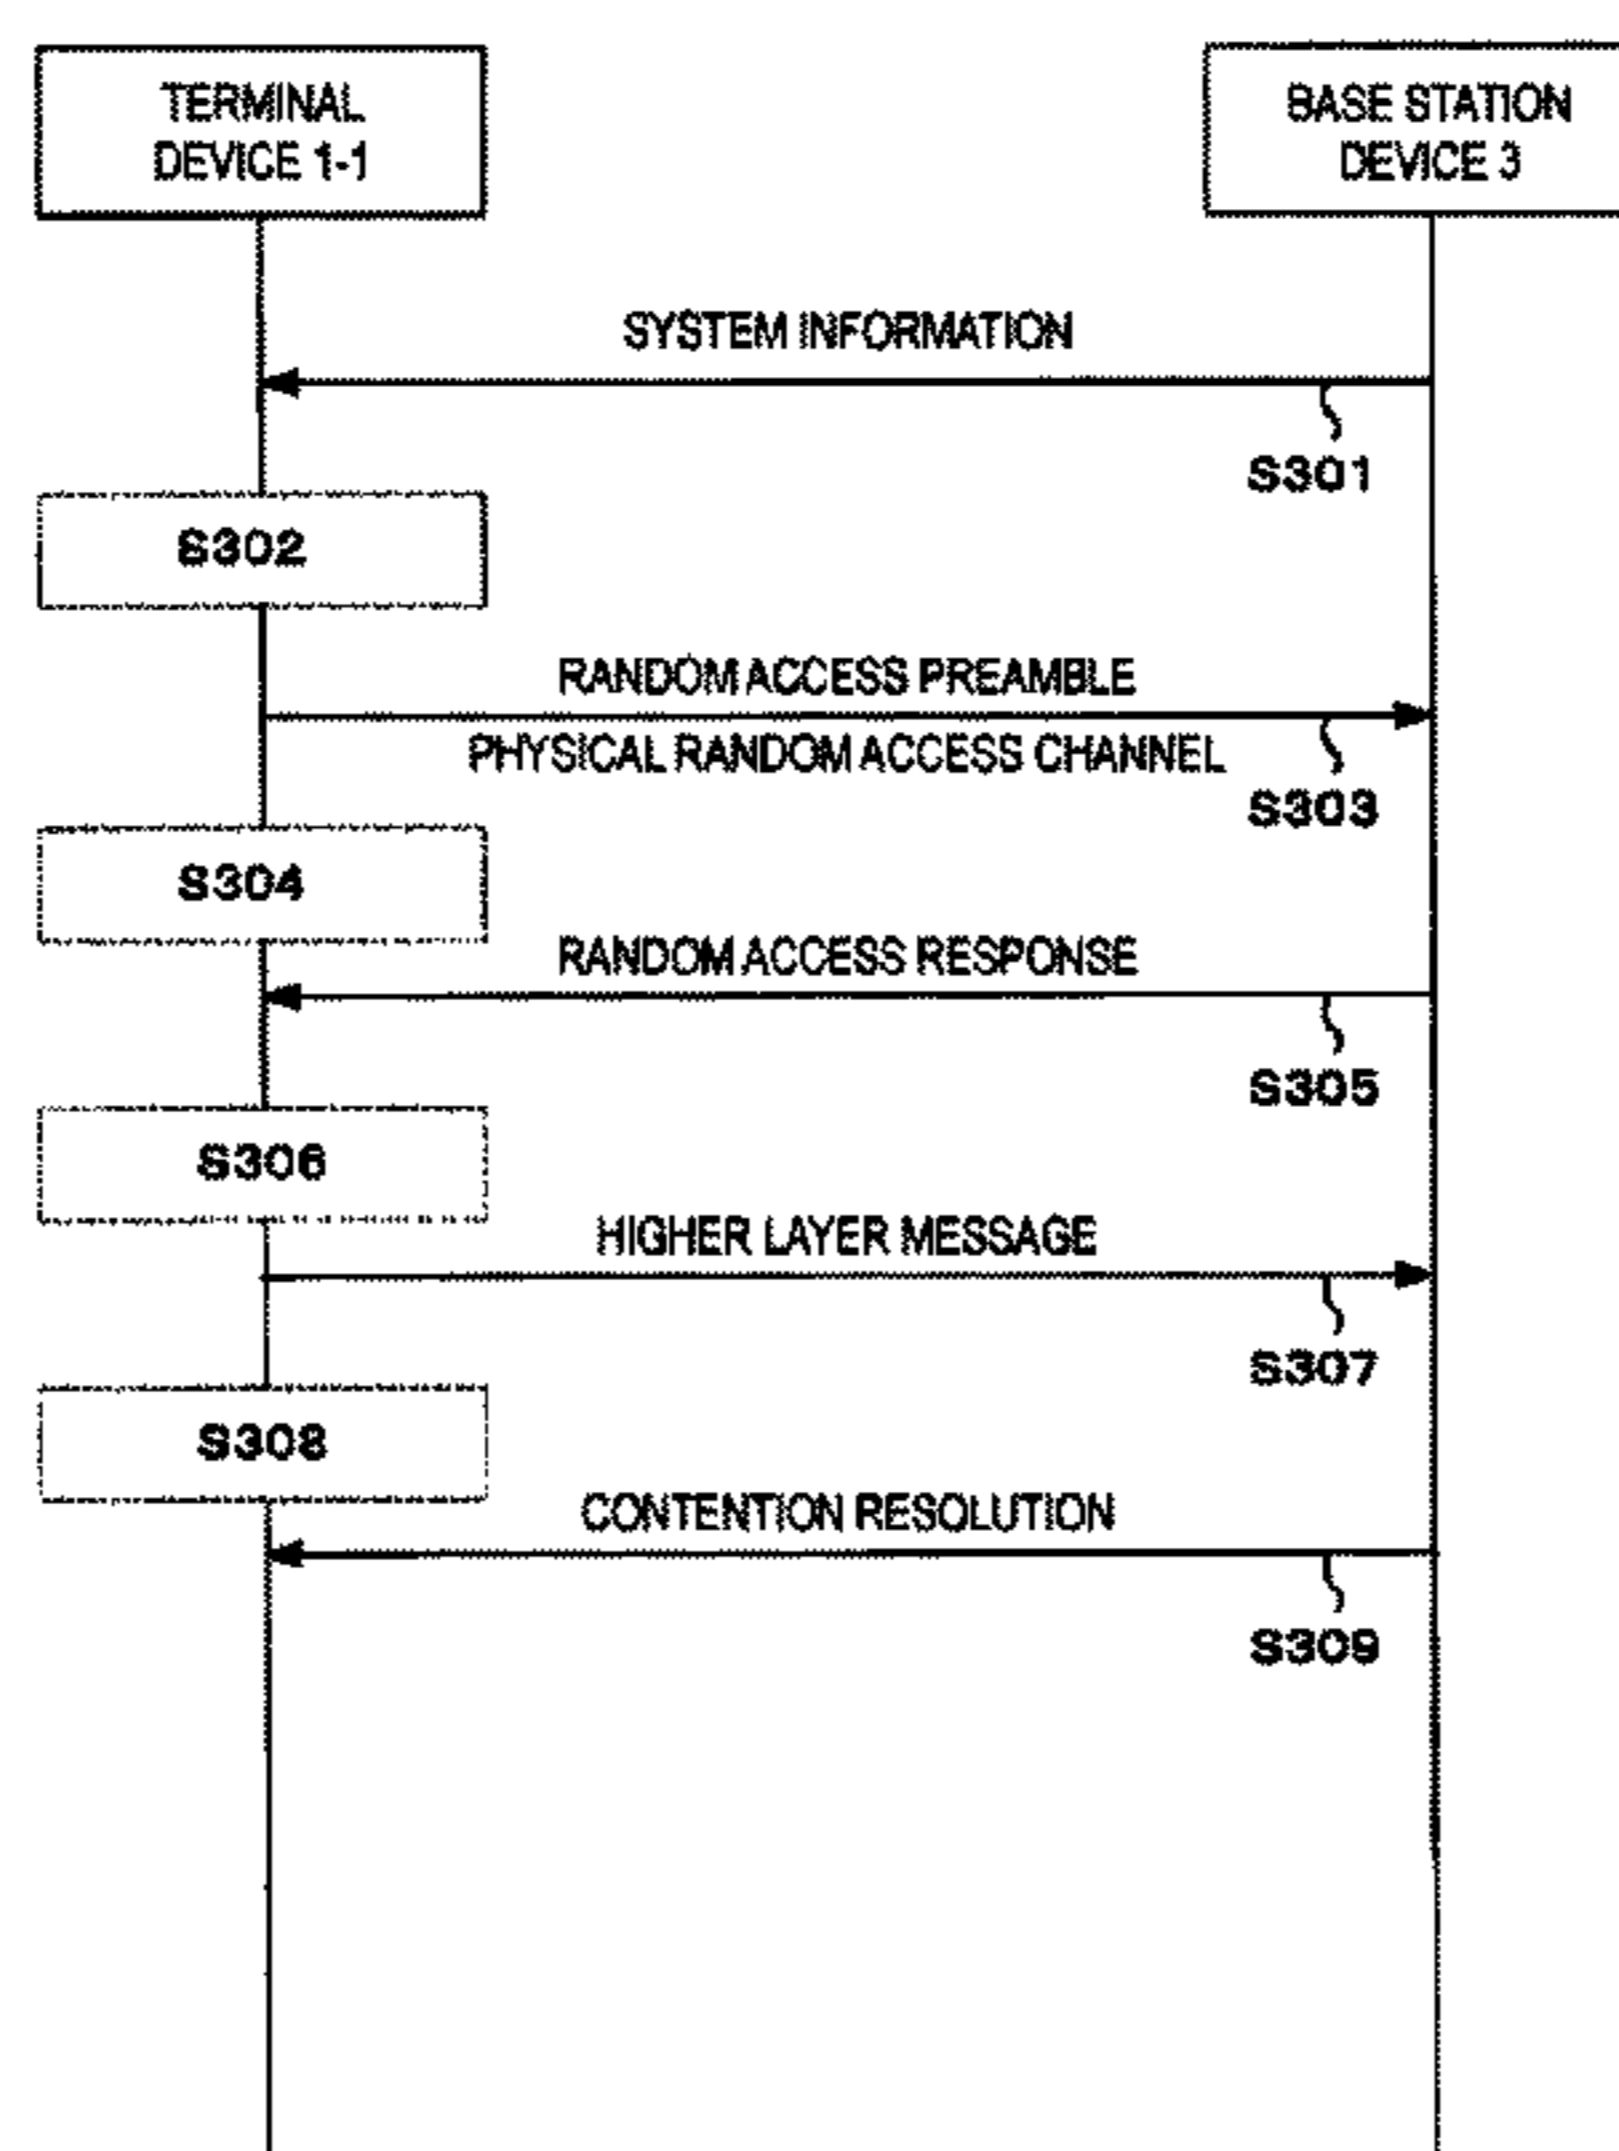 TERMINAL
DEVICE 1-1
BASE STATION
DEVICE 3
SYSTEM INFORMATION
S301
S302
RANDOM ACCESS PREAMBLE
PHYSICAL RANDOM ACCESS CHANNEL
S303
S304
RANDOM ACCESS RESPONSE
S305
S306
HIGHER LAYER MESSAGE
S307
S308
CONTENTION RESOLUTION
S309